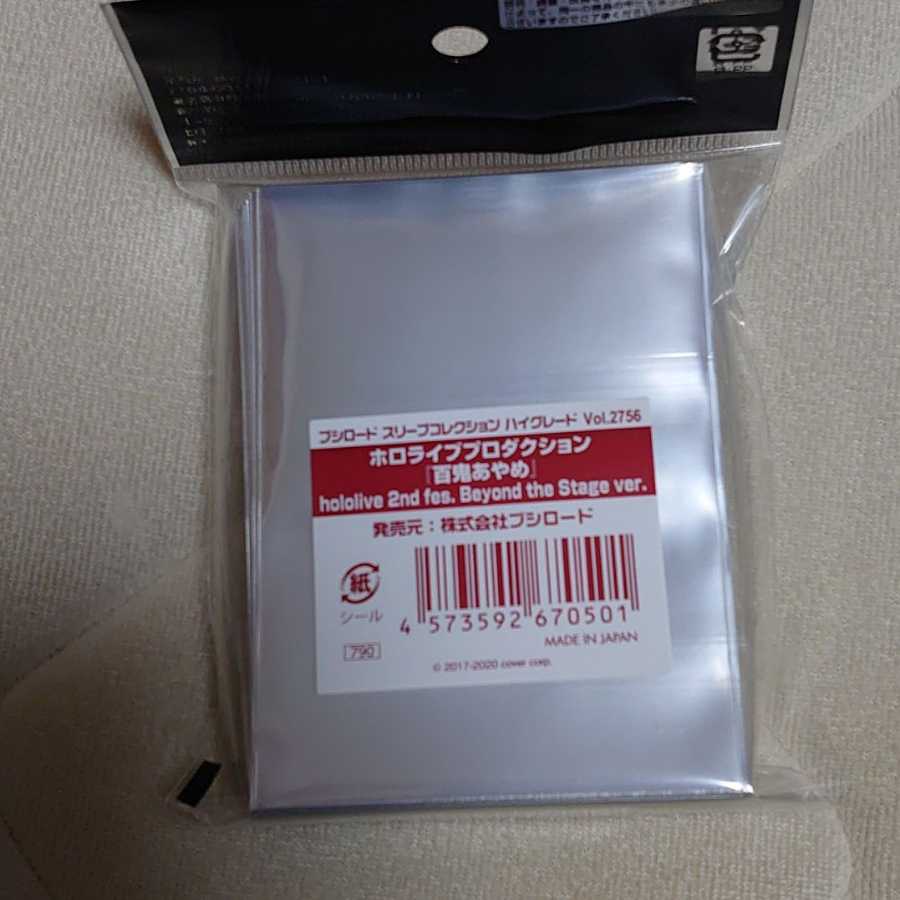 ブシロード スリーブコレクション ハイグレード Vol.2756
ホロライブプロダクション
『百鬼あやめ』
hololive 2nd fes. Beyond the Stage ver.
発売元：株式会社ブシロード
紙
シール
4 573592 670501
MADE IN JAPAN
790
© 2017-2020 cover corp.
PP